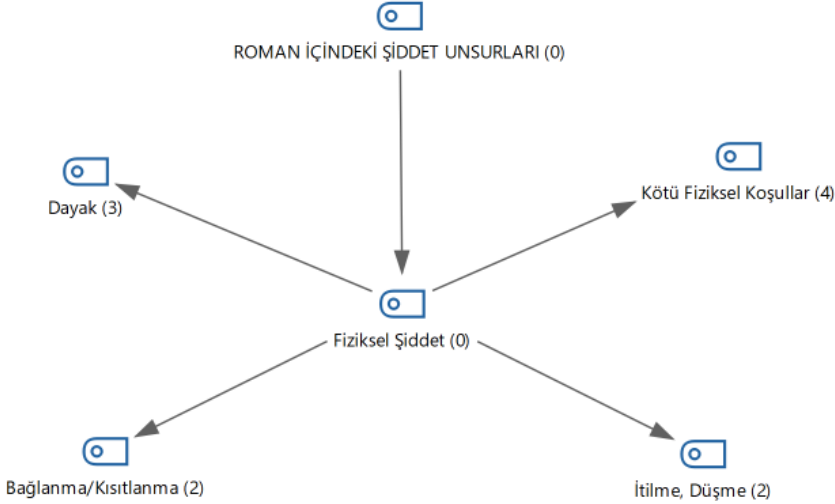 ROMAN İÇİNDEKİ ŞİDDET UNSURLARI (0)
Dayak (3)
Kötü Fiziksel Koşullar (4)
Fiziksel Şiddet (0)
Bağlanma/Kısıtlanma (2)
İtilme, Düşme (2)